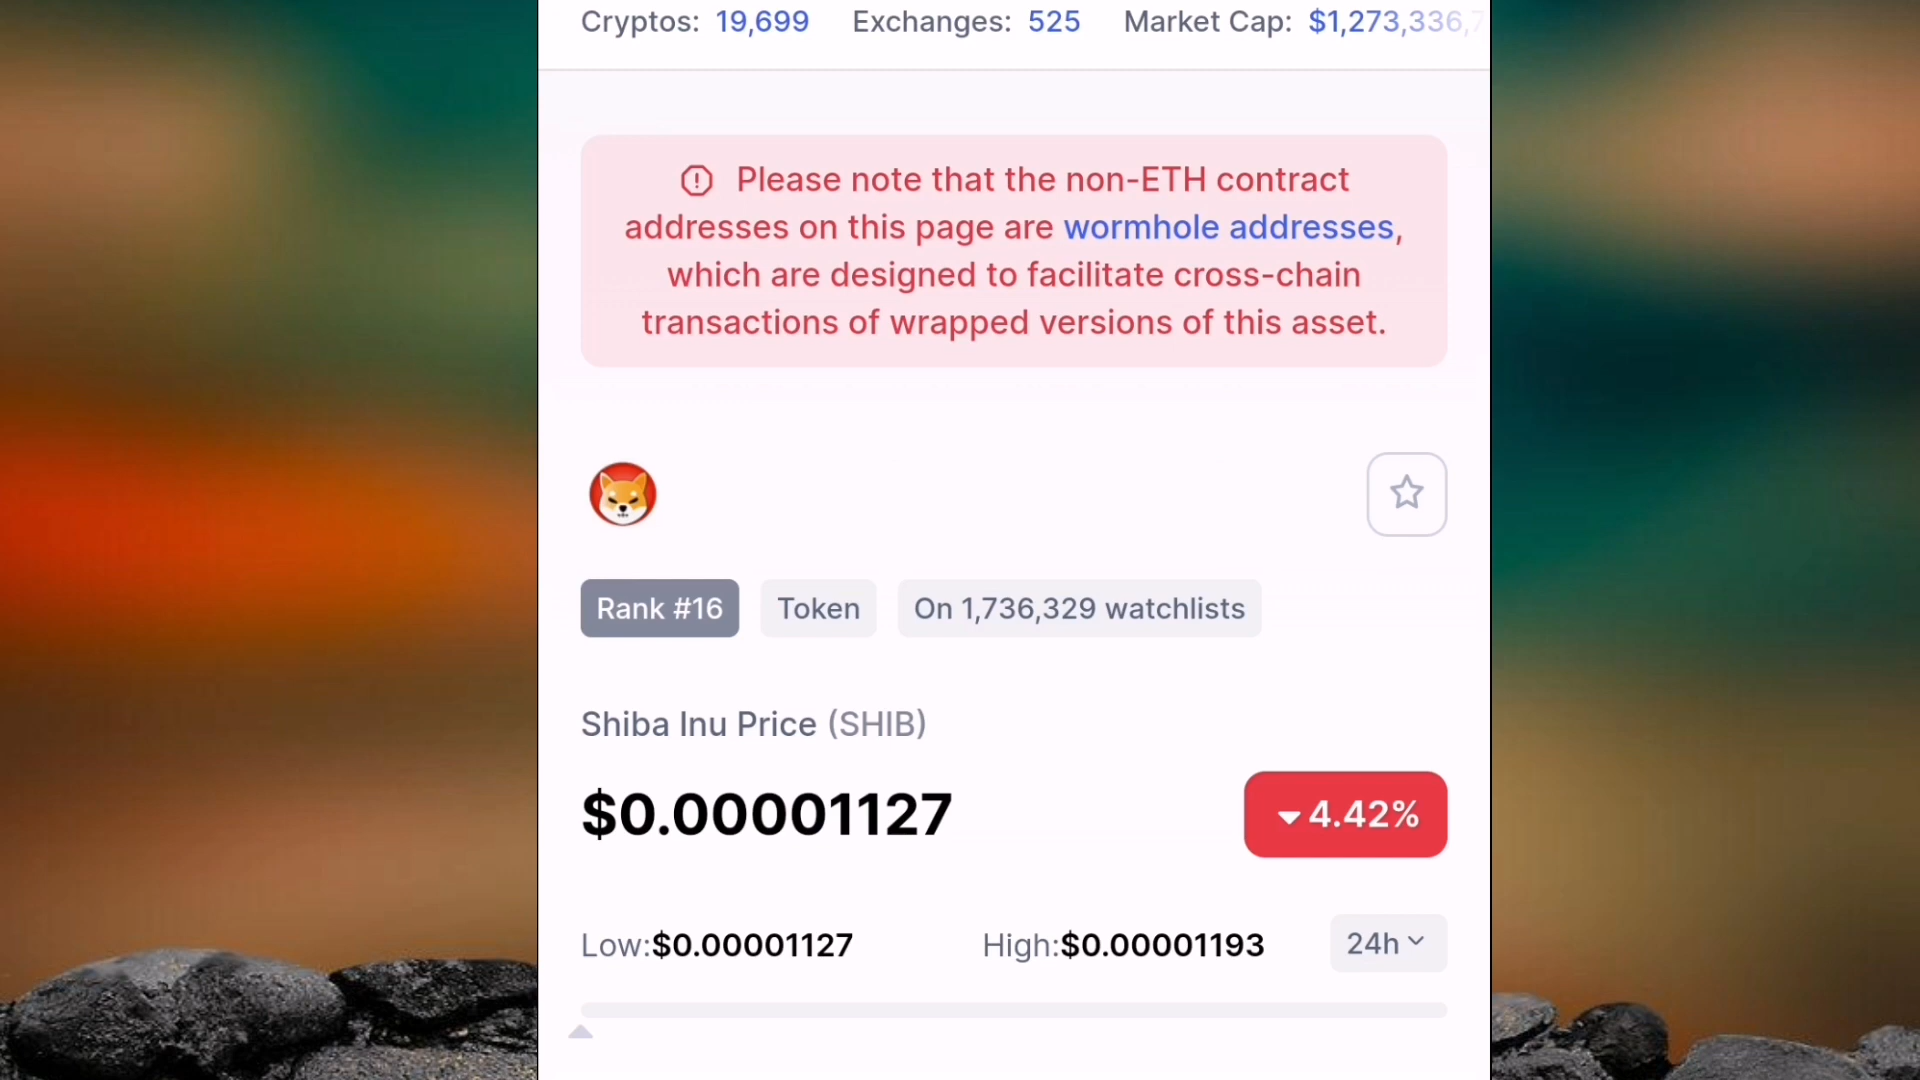 Cryptos: 19,699 Exchanges: 525 Market Cap: $1,273,336,7
Please note that the non-ETH contract
addresses on this page are wormhole addresses,
which are designed to facilitate cross-chain
transactions of wrapped versions of this asset.
Rank #16 Token On 1,736,329 watchlists
Shiba Inu Price (SHIB)
$0.00001127 4.42%
Low:$0.00001127 High:$0.00001193 24h